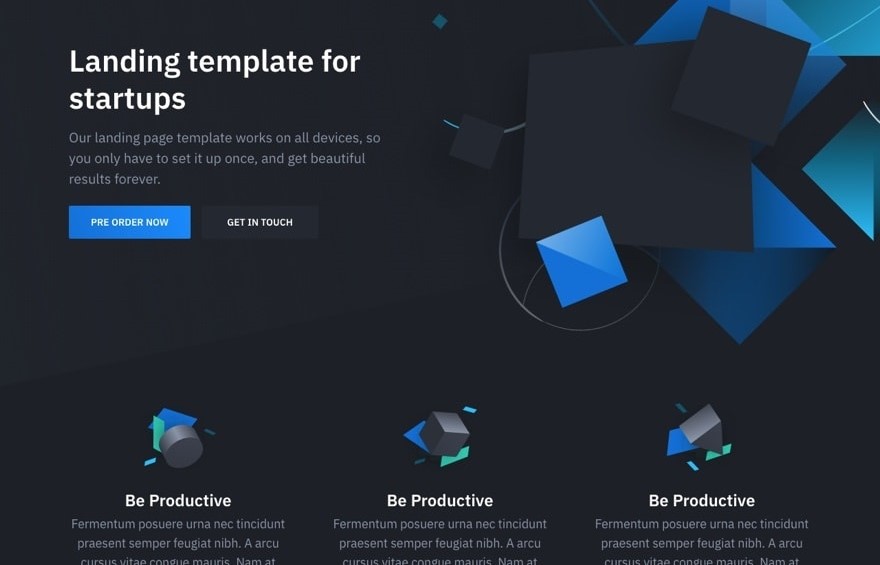 Landing template for
startups
Our landing page template works on all devices, so
you only have to set it up once, and get beautiful
results forever.
PRE ORDER NOW
GET IN TOUCH
Be Productive
Fermentum posuere urna nec tincidunt
praesent semper feugiat nibh. A arcu
cursus vitae congue mauris. Nam at
Be Productive
Fermentum posuere urna nec tincidunt
praesent semper feugiat nibh. A arcu
cursus vitae congue mauris. Nam at
Be Productive
Fermentum posuere urna nec tincidunt
praesent semper feugiat nibh. A arcu
cursus vitae congue mauris. Nam at